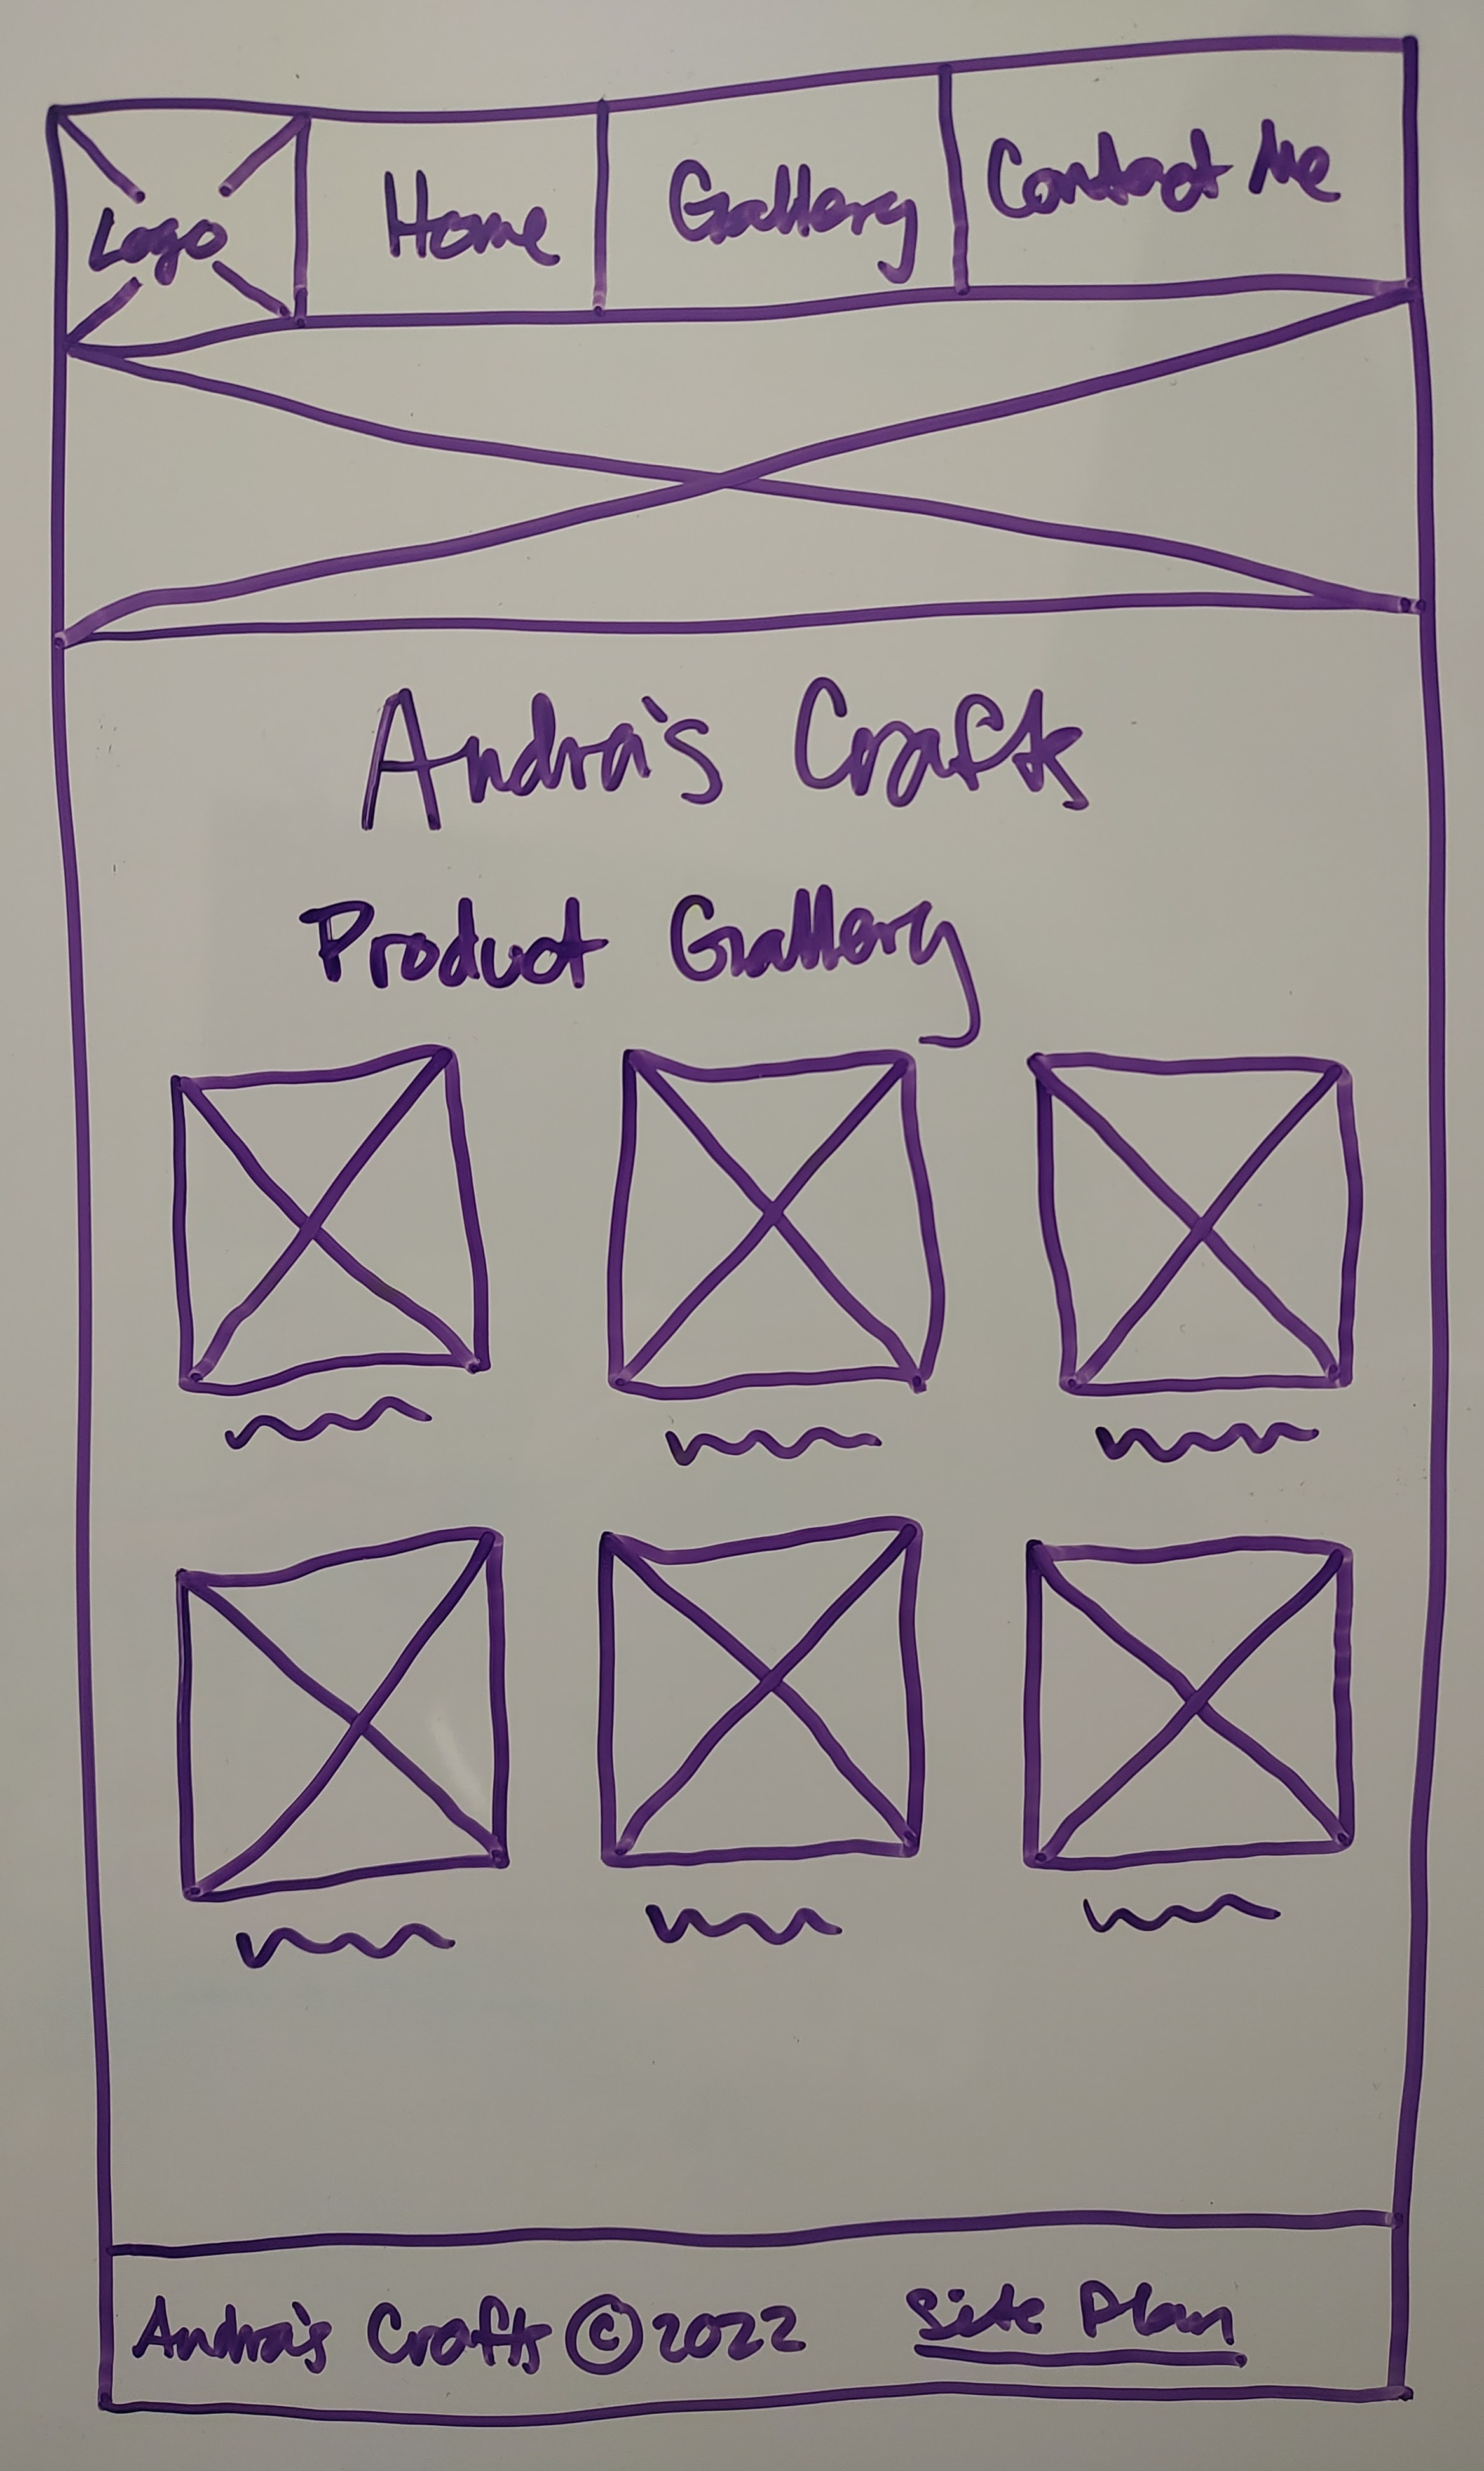 Logo Home Gallery Contact Me
Andra's Crafts
Product Gallery
Andra's Crafts © 2022 Site Plan